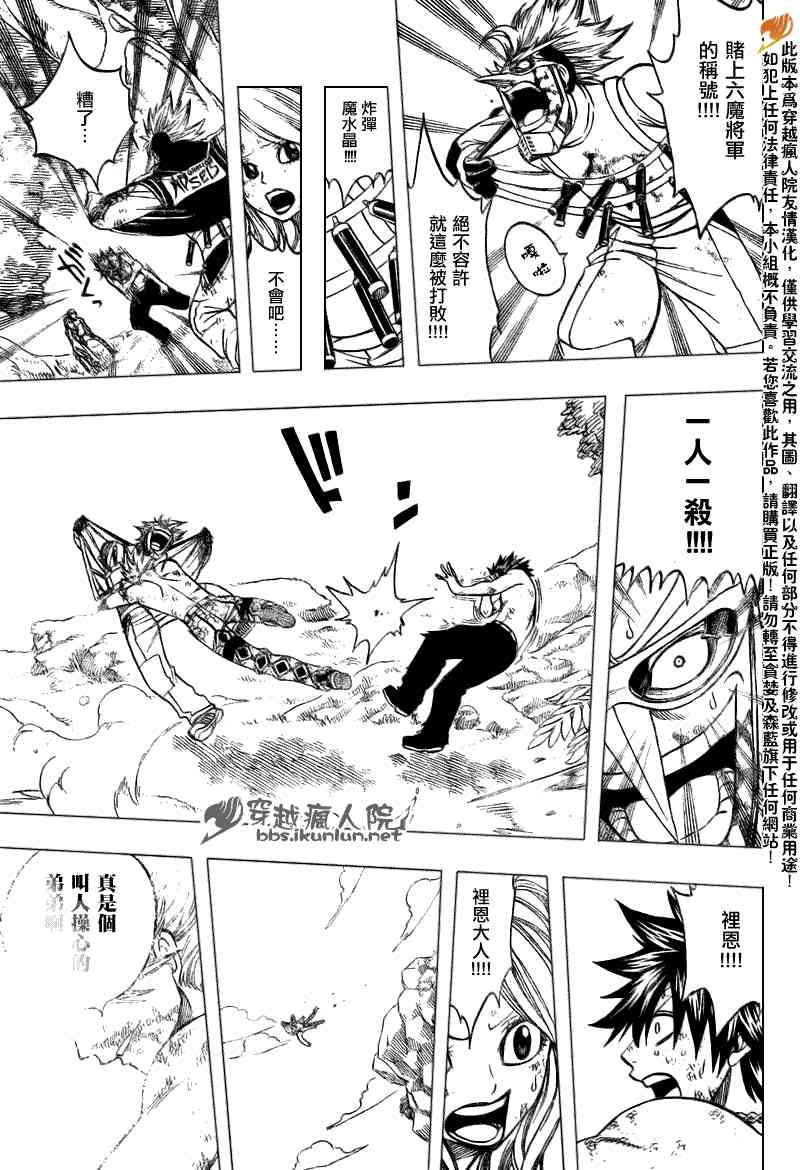 此版本爲穿越瘋人院友情漢化，僅供學習交流之用，其圖、翻譯以及任何部分不得進行修改或用于任何商業用途！
如犯上任何法律責任，本小組概不負責。若您喜歡此作品，請購買正版！請勿轉至貪婪及森藍旗下任何網站！
賭上六魔將軍
的稱號!!!!
嘎啦
絕不容許
就這麼被打敗!!!!
炸彈
魔水晶!!!!
不會吧…
糟了…
一人一殺!!!!
穿越瘋人院
bbs.ikunlun.net
裡恩!!!!
裡恩大人!!!!
真是個
叫人操心的
弟弟啊